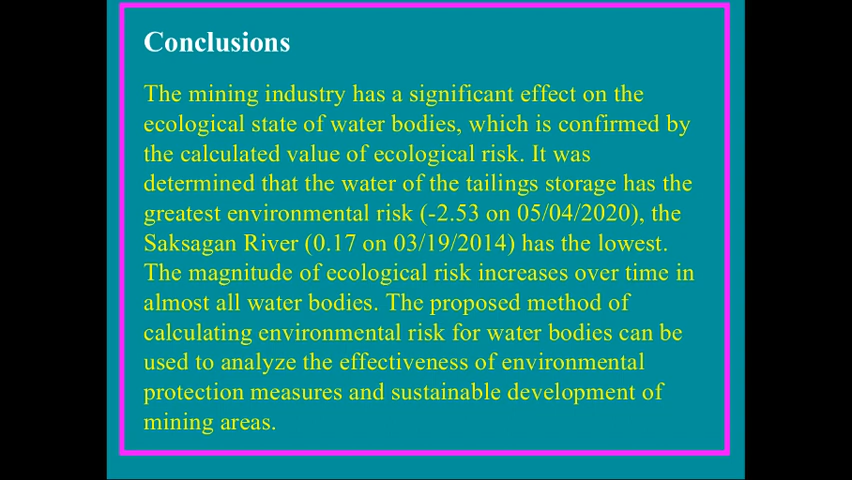 Conclusions
The mining industry has a significant effect on the
ecological state of water bodies, which is confirmed by
the calculated value of ecological risk. It was
determined that the water of the tailings storage has the
greatest environmental risk (-2.53 on 05/04/2020), the
Saksagan River (0.17 on 03/19/2014) has the lowest.
The magnitude of ecological risk increases over time in
almost all water bodies. The proposed method of
calculating environmental risk for water bodies can be
used to analyze the effectiveness of environmental
protection measures and sustainable development of
mining areas.